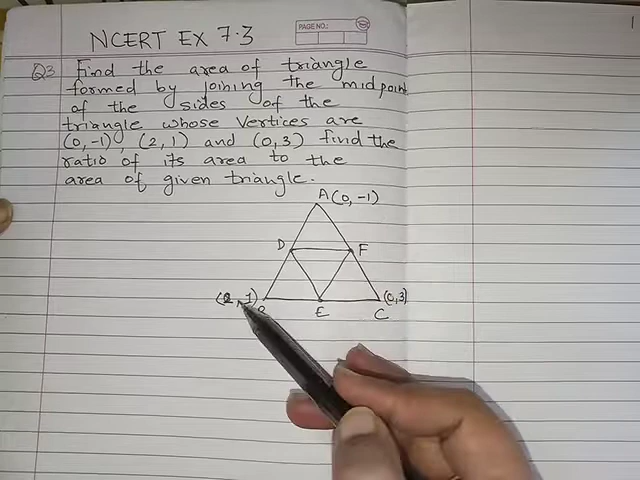 NCERT EX 7.3
PAGE NO.:
1
Q3 Find the area of triangle
formed by joining the midpoint
of the sides of the
triangle whose vertices are
(0,-1), (2,1) and (0,3) find the
ratio of its area to the
area of given triangle.
A(0,-1)
D F
(2,1) (0,3)
B E C